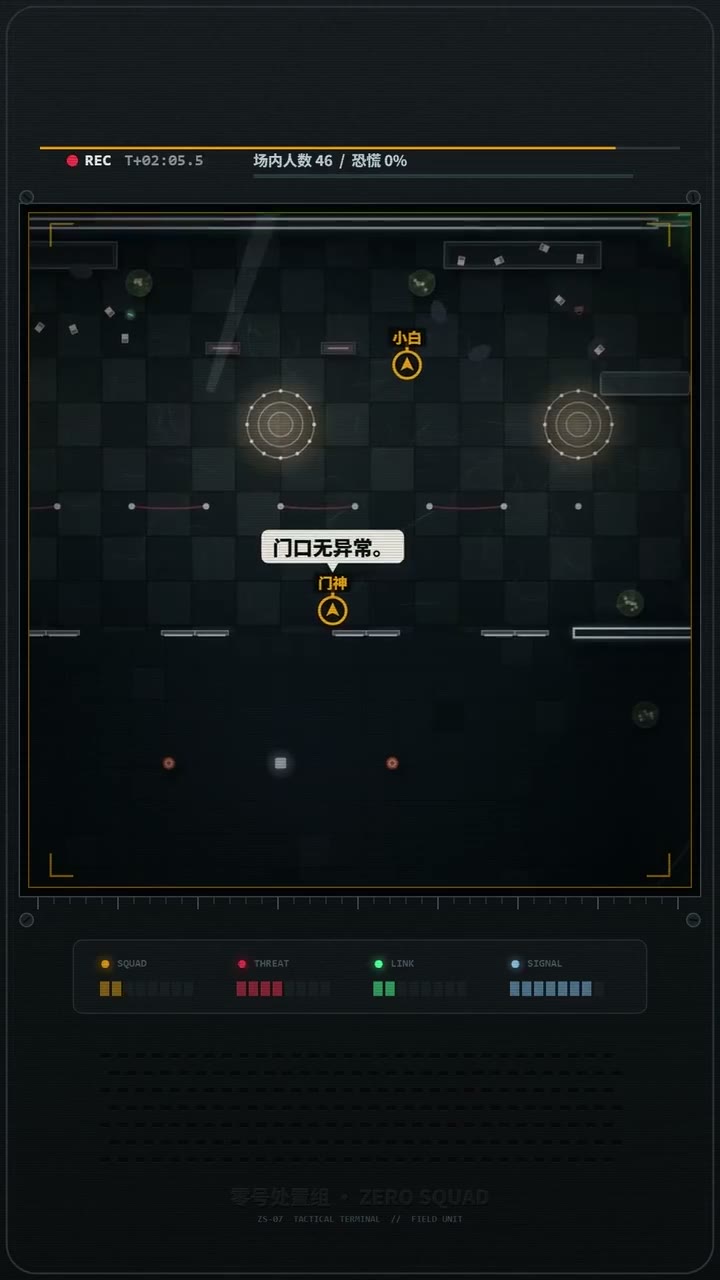 REC T+02:05.5 场内人数 46 / 恐慌 0%
小白
门口无异常。
门神
SQUAD THREAT LINK SIGNAL
零号处置组 · ZERO SQUAD
ZS-07 TACTICAL TERMINAL // FIELD UNIT